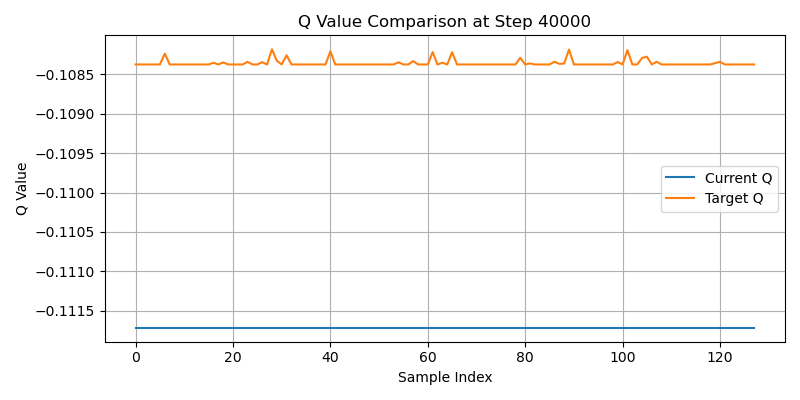 Q Value Comparison at Step 40000
Q Value
−0.1085
−0.1090
−0.1095
−0.1100
−0.1105
−0.1110
−0.1115
Current Q
Target Q
0 20 40 60 80 100 120
Sample Index